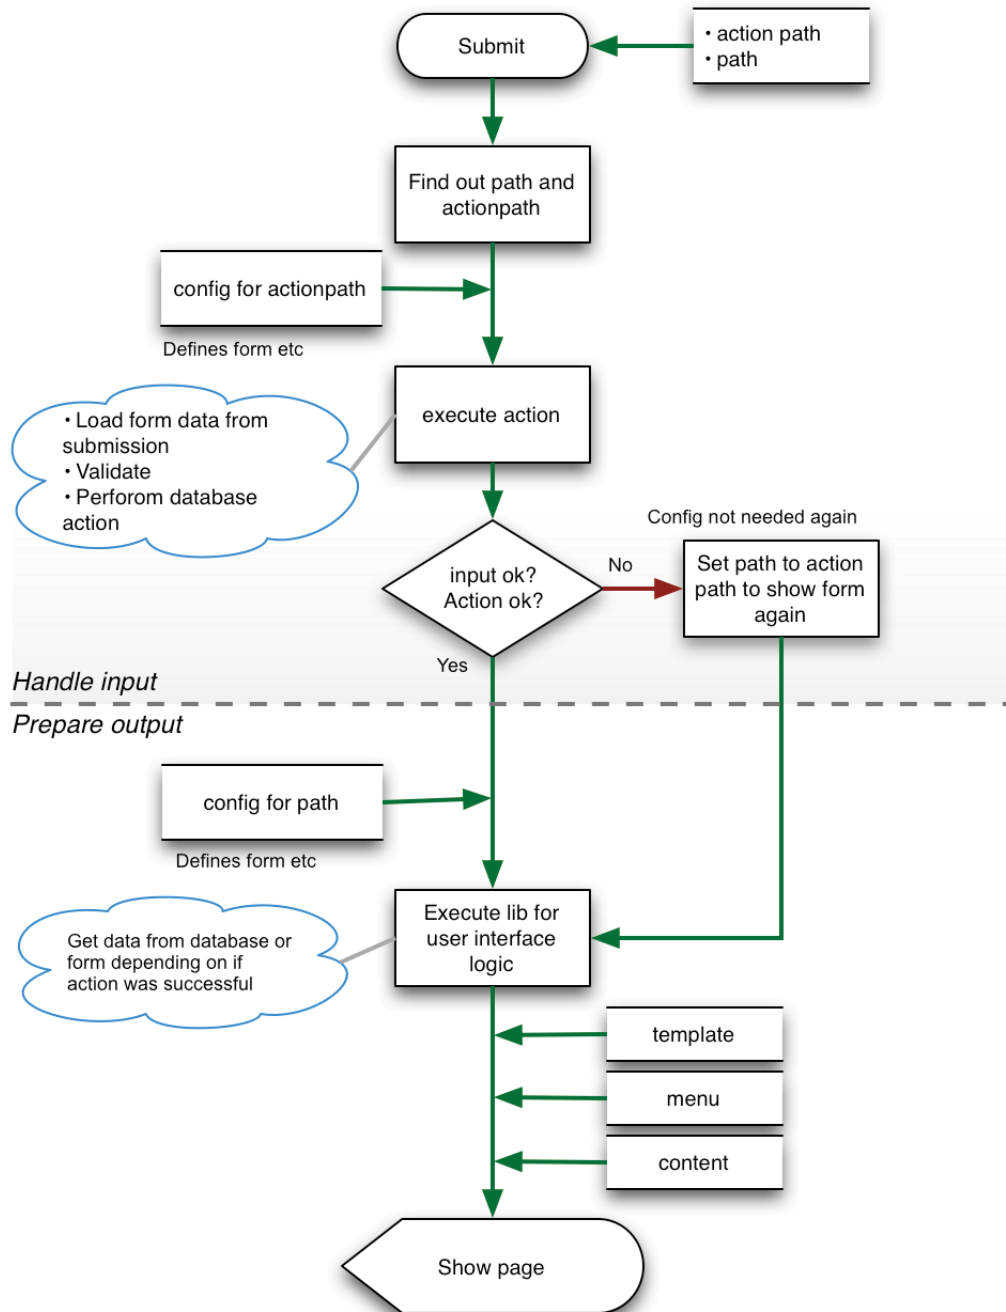 Submit
• action path
• path
Find out path and
actionpath
config for actionpath
Defines form etc
execute action
• Load form data from
submission
• Validate
• Perforom database
action
Config not needed again
input ok?
Action ok?
No
Set path to action
path to show form
again
Yes
Handle input
Prepare output
config for path
Defines form etc
Execute lib for
user interface
logic
Get data from database or
form depending on if
action was successful
template
menu
content
Show page